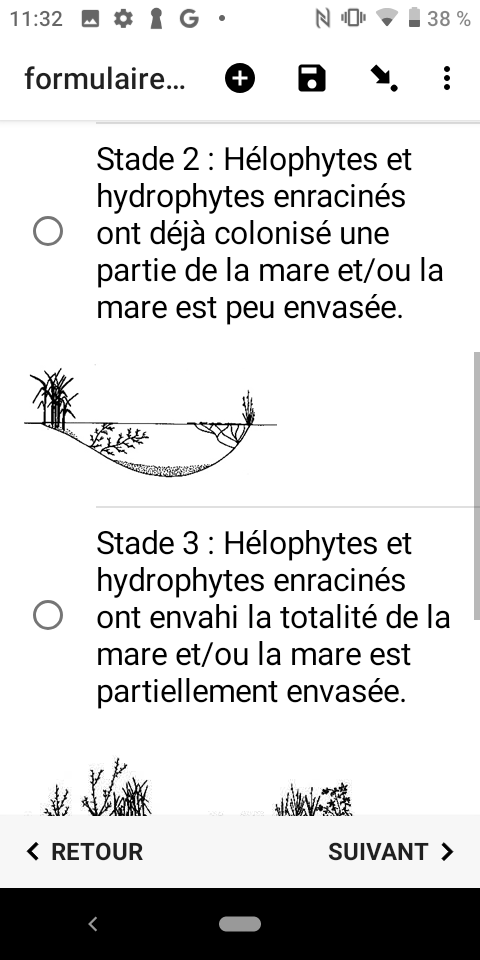 11:32
38 %
formulaire...
Stade 2 : Hélophytes et
hydrophytes enracinés
ont déjà colonisé une
partie de la mare et/ou la
mare est peu envasée.
Stade 3 : Hélophytes et
hydrophytes enracinés
ont envahi la totalité de la
mare et/ou la mare est
partiellement envasée.
RETOUR
SUIVANT